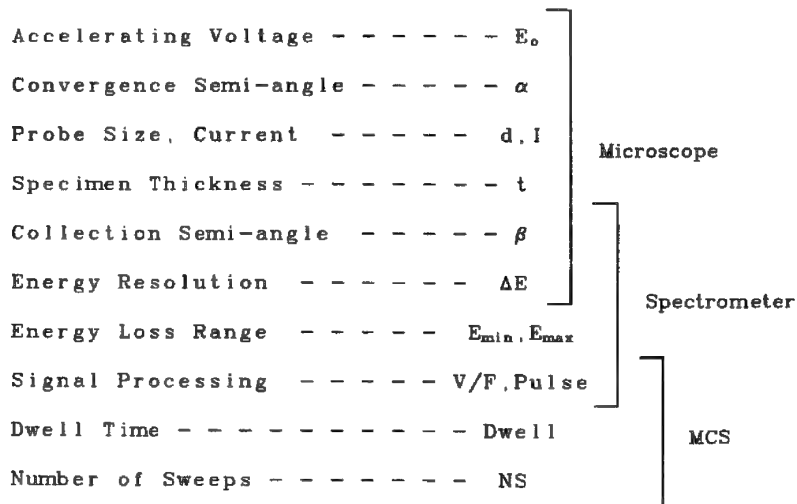 Accelerating Voltage - - - - - - E₀
Convergence Semi-angle - - - - - α
Probe Size, Current - - - - - d,I
Microscope
Specimen Thickness - - - - - - t
Collection Semi-angle - - - - - β
Energy Resolution - - - - - - ΔE
Spectrometer
Energy Loss Range - - - - - Emin,Emax
Signal Processing - - - - - V/F,Pulse
Dwell Time - - - - - - - - - - Dwell
MCS
Number of Sweeps - - - - - - - NS